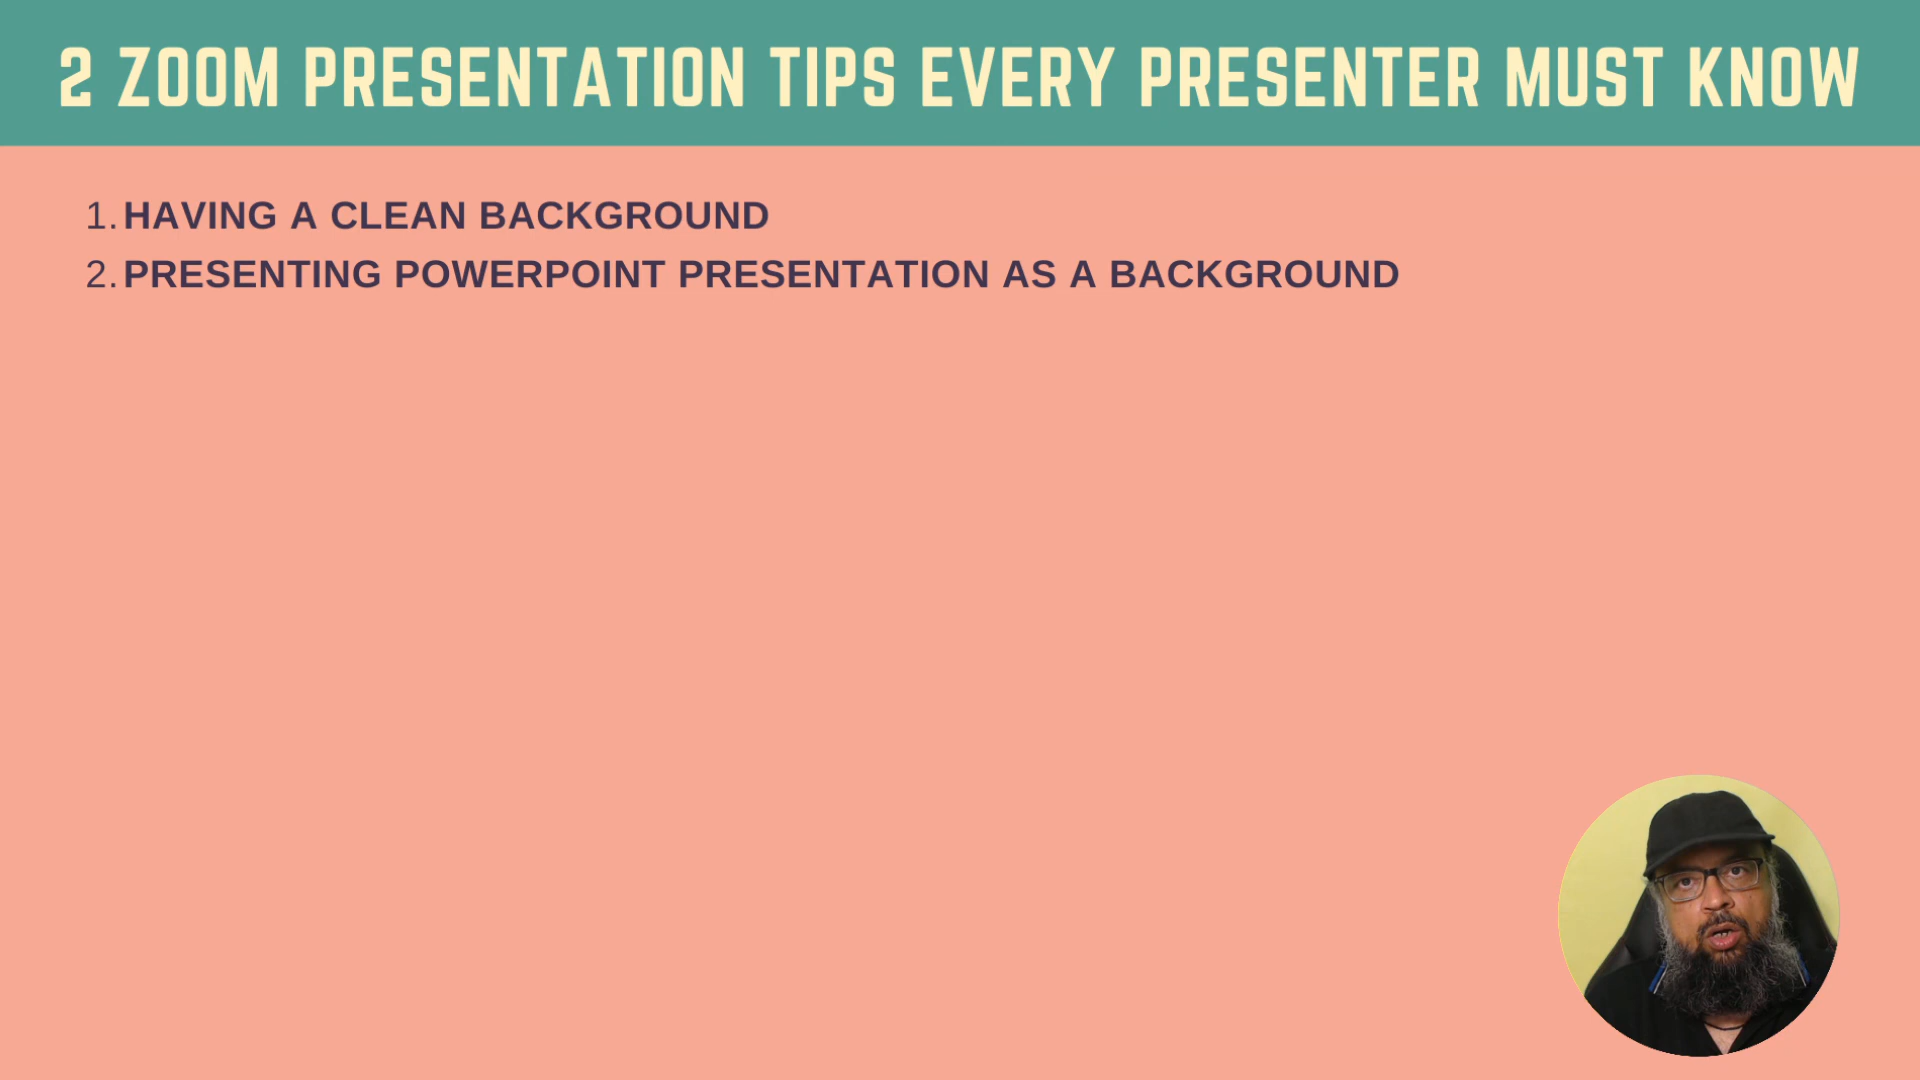 2 ZOOM PRESENTATION TIPS EVERY PRESENTER MUST KNOW
1. HAVING A CLEAN BACKGROUND
2. PRESENTING POWERPOINT PRESENTATION AS A BACKGROUND